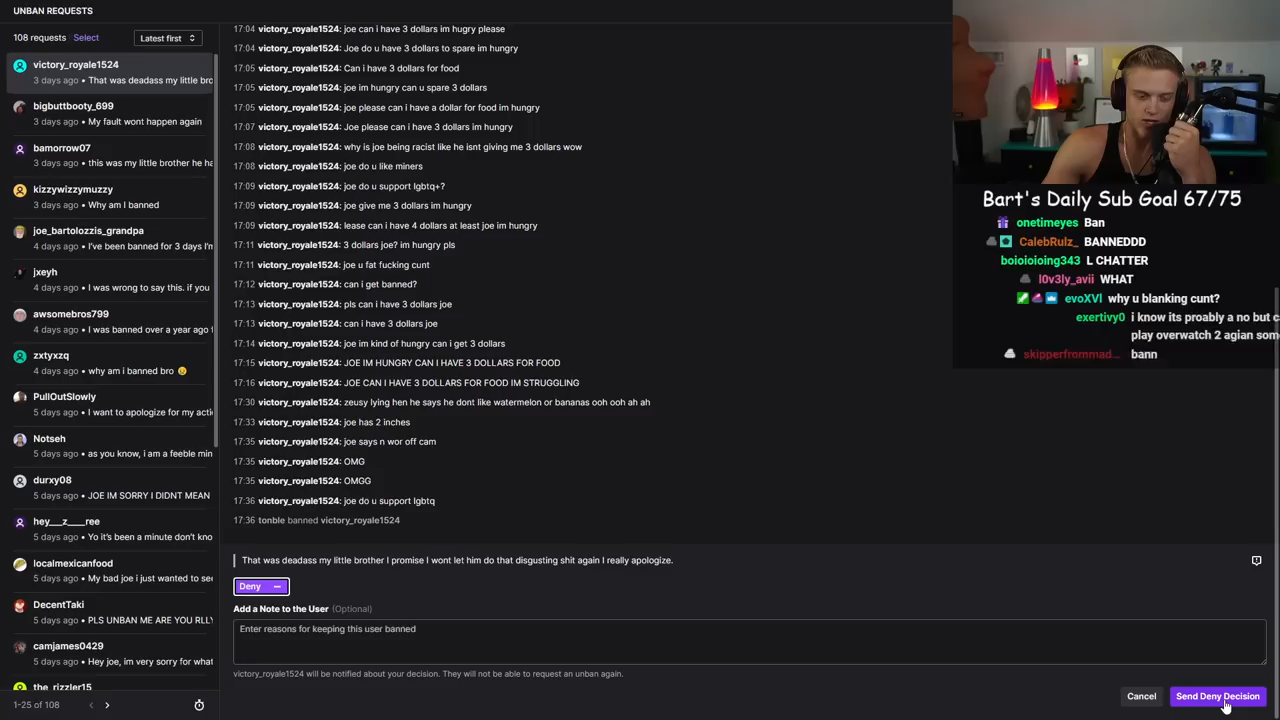 UNBAN REQUESTS
108 requests Select
Latest first
victory_royale1524
3 days ago • That was deadass my little bro
bigbuttbooty_699
3 days ago • My fault wont happen again
bamorrow07
3 days ago • this was my little brother he ha
kizzywizzymuzzy
3 days ago • Why am I banned
joe_bartolozzis_grandpa
4 days ago • I've been banned for 3 days I'm
jxeyh
4 days ago • I was wrong to say this. if you
awsomebros799
4 days ago • I was banned over a year ago f
zxtyxzq
4 days ago • why am i banned bro
PullOutSlowly
5 days ago • I want to apologize for my acti
Notseh
5 days ago • as you know, i am a feeble min
durxy08
5 days ago • JOE IM SORRY I DIDNT MEAN
hey___z____ree
5 days ago • Yo it's been a minute don't kno
localmexicanfood
5 days ago • My bad joe i just wanted to see
DecentTaki
5 days ago • PLS UNBAN ME ARE YOU RLLY
camjames0429
5 days ago • Hey joe, im very sorry for what
the_rizzler15
1-25 of 108
17:04 victory_royale1524: joe can i have 3 dollars im hugry please
17:04 victory_royale1524: Joe do u have 3 dollars to spare im hungry
17:05 victory_royale1524: Can i have 3 dollars for food
17:05 victory_royale1524: joe im hungry can u spare 3 dollars
17:05 victory_royale1524: joe please can i have a dollar for food im hungry
17:07 victory_royale1524: Joe please can i have 3 dollars im hungry
17:08 victory_royale1524: why is joe being racist like he isnt giving me 3 dollars wow
17:08 victory_royale1524: joe do u like miners
17:09 victory_royale1524: joe do u support lgbtq+?
17:09 victory_royale1524: joe give me 3 dollars im hungry
17:09 victory_royale1524: lease can i have 4 dollars at least joe im hungry
17:11 victory_royale1524: 3 dollars joe? im hungry pls
17:11 victory_royale1524: joe u fat fucking cunt
17:12 victory_royale1524: can i get banned?
17:13 victory_royale1524: pls can i have 3 dollars joe
17:13 victory_royale1524: can i have 3 dollars joe
17:14 victory_royale1524: joe im kind of hungry can i get 3 dollars
17:15 victory_royale1524: JOE IM HUNGRY CAN I HAVE 3 DOLLARS FOR FOOD
17:16 victory_royale1524: JOE CAN I HAVE 3 DOLLARS FOR FOOD IM STRUGGLING
17:30 victory_royale1524: zeusy lying hen he says he dont like watermelon or bananas ooh ooh ah ah
17:33 victory_royale1524: joe has 2 inches
17:35 victory_royale1524: joe says n wor off cam
17:35 victory_royale1524: OMG
17:35 victory_royale1524: OMGG
17:36 victory_royale1524: joe do u support lgbtq
17:36 tonble banned victory_royale1524
That was deadass my little brother I promise I wont let him do that disgusting shit again I really apologize.
Deny
Add a Note to the User (Optional)
Enter reasons for keeping this user banned
victory_royale1524 will be notified about your decision. They will not be able to request an unban again.
Cancel Send Deny Decision
Bart's Daily Sub Goal 67/75
onetimeyes Ban
CalebRulz_ BANNEDDD
boioioioing343 L CHATTER
l0v3ly_avii WHAT
evoXVI why u blanking cunt?
exertivy0 i know its proably a no but c
play overwatch 2 agian som
skipperfrommad... bann